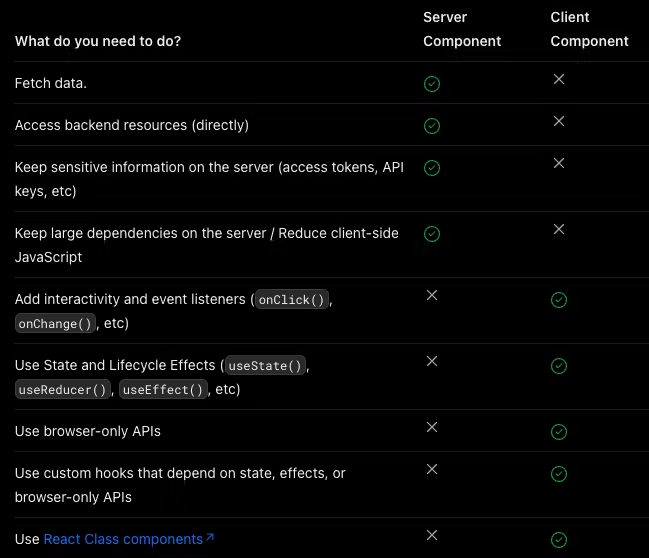 Server Client
What do you need to do? Component Component
Fetch data.
Access backend resources (directly)
Keep sensitive information on the server (access tokens, API
keys, etc)
Keep large dependencies on the server / Reduce client-side
JavaScript
Add interactivity and event listeners (onClick(),
onChange(), etc)
Use State and Lifecycle Effects (useState(),
useReducer(), useEffect(), etc)
Use browser-only APIs
Use custom hooks that depend on state, effects, or
browser-only APIs
Use React Class components